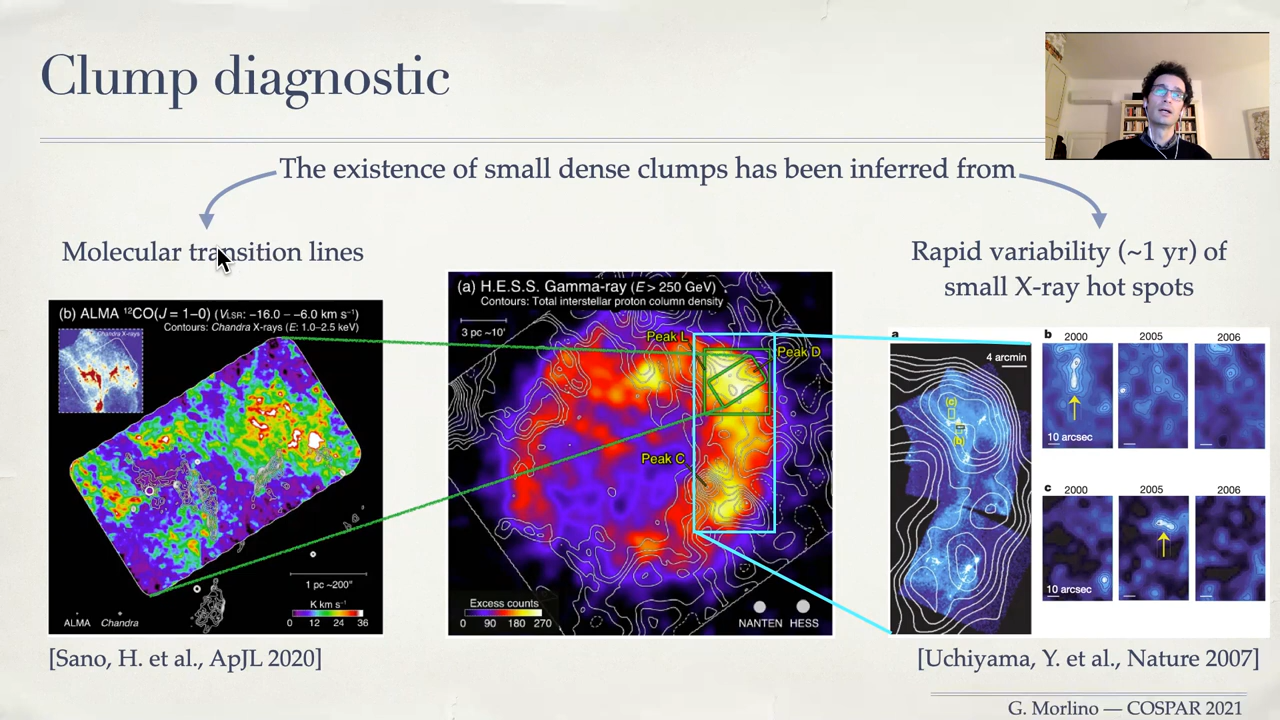 Clump diagnostic
The existence of small dense clumps has been inferred from
Molecular transition lines
Rapid variability (~1 yr) of
small X-ray hot spots
(b) ALMA ¹²CO(J = 1–0) (VLSR: −16.0 – −6.0 km s⁻¹)
Contours: Chandra X-rays (E: 1.0–2.5 keV)
Chandra X-rays
1 pc ~200"
K km s⁻¹
0 12 24 36
ALMA Chandra
(a) H.E.S.S. Gamma-ray (E > 250 GeV)
Contours: Total interstellar proton column density
3 pc ~10'
Peak L
Peak D
Peak C
Excess counts
0 90 180 270
NANTEN HESS
a
4 arcmin
(c)
(b)
b 2000 2005 2006
10 arcsec
c 2000 2005 2006
10 arcsec
[Sano, H. et al., ApJL 2020]
[Uchiyama, Y. et al., Nature 2007]
G. Morlino — COSPAR 2021